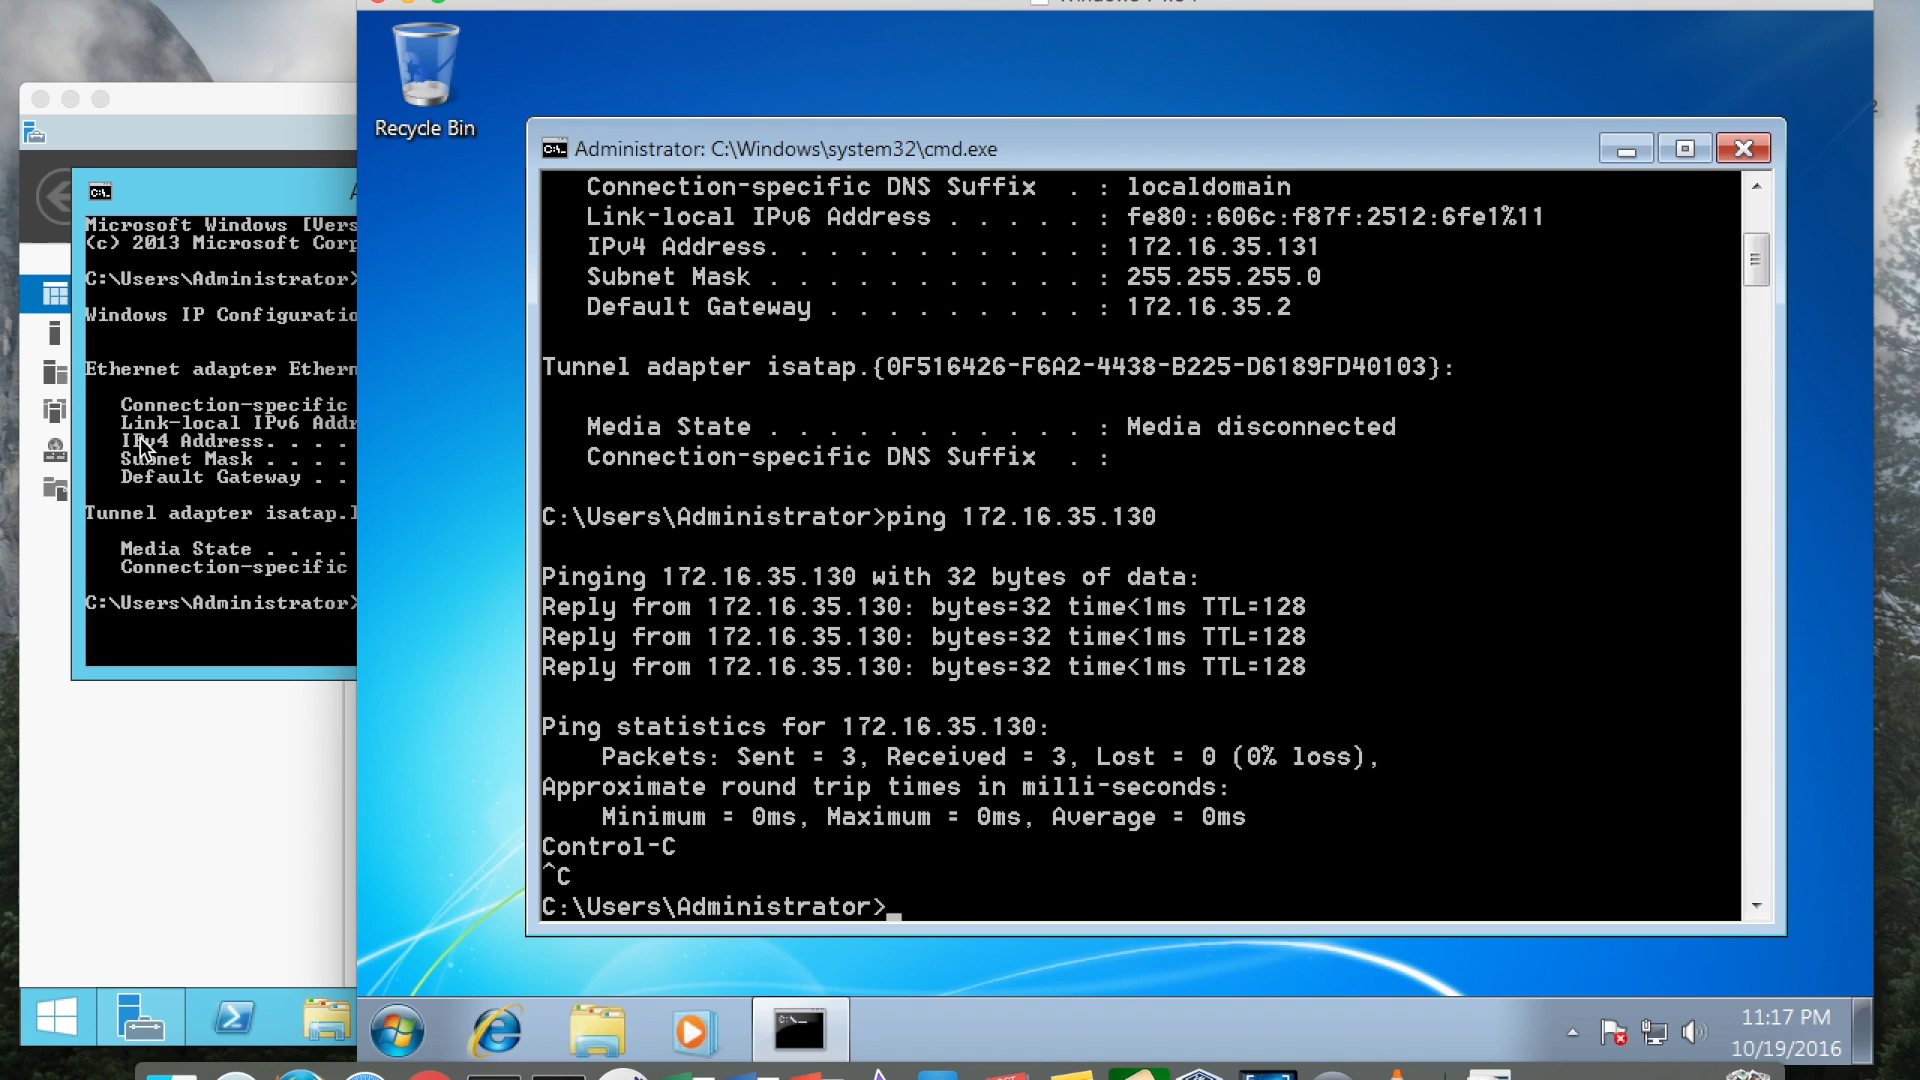 Recycle Bin
Microsoft Windows [Vers
(c) 2013 Microsoft Corp
C:\Users\Administrator>
Windows IP Configuratio
Ethernet adapter Ethern
Connection-specific
Link-local IPv6 Addr
IPv4 Address. . . .
Subnet Mask . . . .
Default Gateway . .
Tunnel adapter isatap.l
Media State . . . .
Connection-specific
C:\Users\Administrator>
Administrator: C:\Windows\system32\cmd.exe
Connection-specific DNS Suffix  . : localdomain
Link-local IPv6 Address . . . . . : fe80::606c:f87f:2512:6fe1%11
IPv4 Address. . . . . . . . . . . : 172.16.35.131
Subnet Mask . . . . . . . . . . . : 255.255.255.0
Default Gateway . . . . . . . . . : 172.16.35.2
Tunnel adapter isatap.{0F516426-F6A2-4438-B225-D6189FD40103}:
Media State . . . . . . . . . . . : Media disconnected
Connection-specific DNS Suffix  . :
C:\Users\Administrator>ping 172.16.35.130
Pinging 172.16.35.130 with 32 bytes of data:
Reply from 172.16.35.130: bytes=32 time<1ms TTL=128
Reply from 172.16.35.130: bytes=32 time<1ms TTL=128
Reply from 172.16.35.130: bytes=32 time<1ms TTL=128
Ping statistics for 172.16.35.130:
Packets: Sent = 3, Received = 3, Lost = 0 (0% loss),
Approximate round trip times in milli-seconds:
Minimum = 0ms, Maximum = 0ms, Average = 0ms
Control-C
^C
C:\Users\Administrator>
11:17 PM
10/19/2016